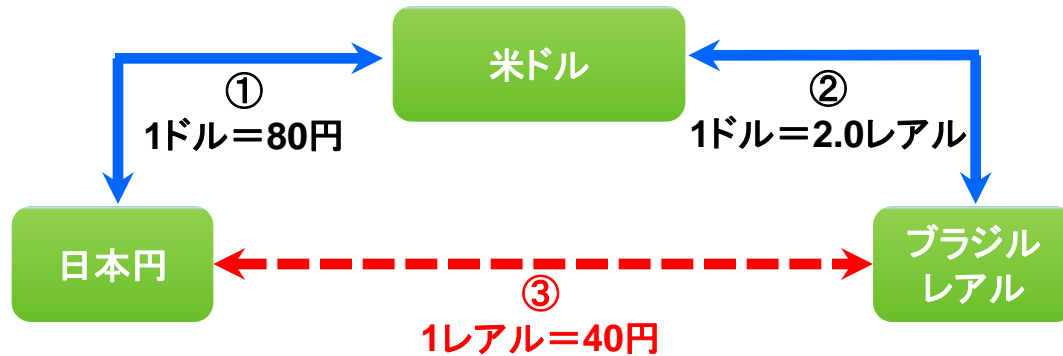 米ドル
①
1ドル＝80円
②
1ドル＝2.0レアル
日本円
ブラジル
レアル
③
1レアル＝40円